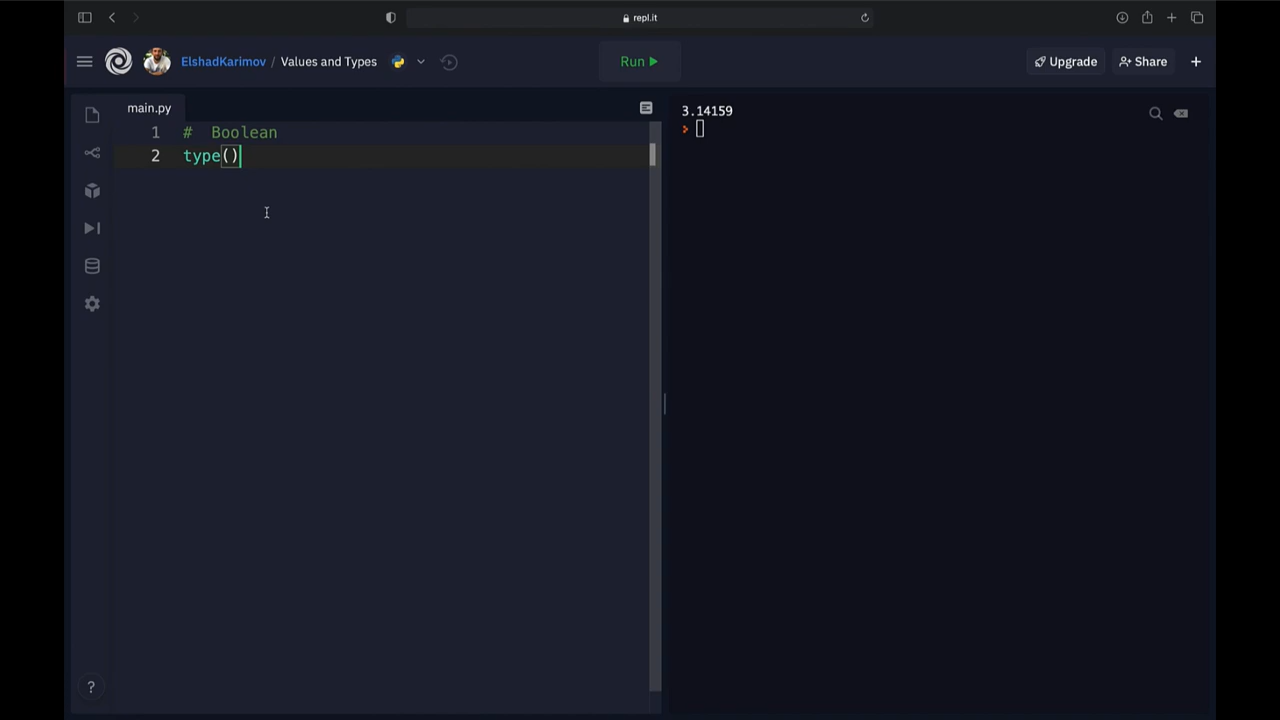 repl.it
ElshadKarimov / Values and Types
Run
Upgrade
Share
main.py
1 #  Boolean
2 type()
3.14159
?